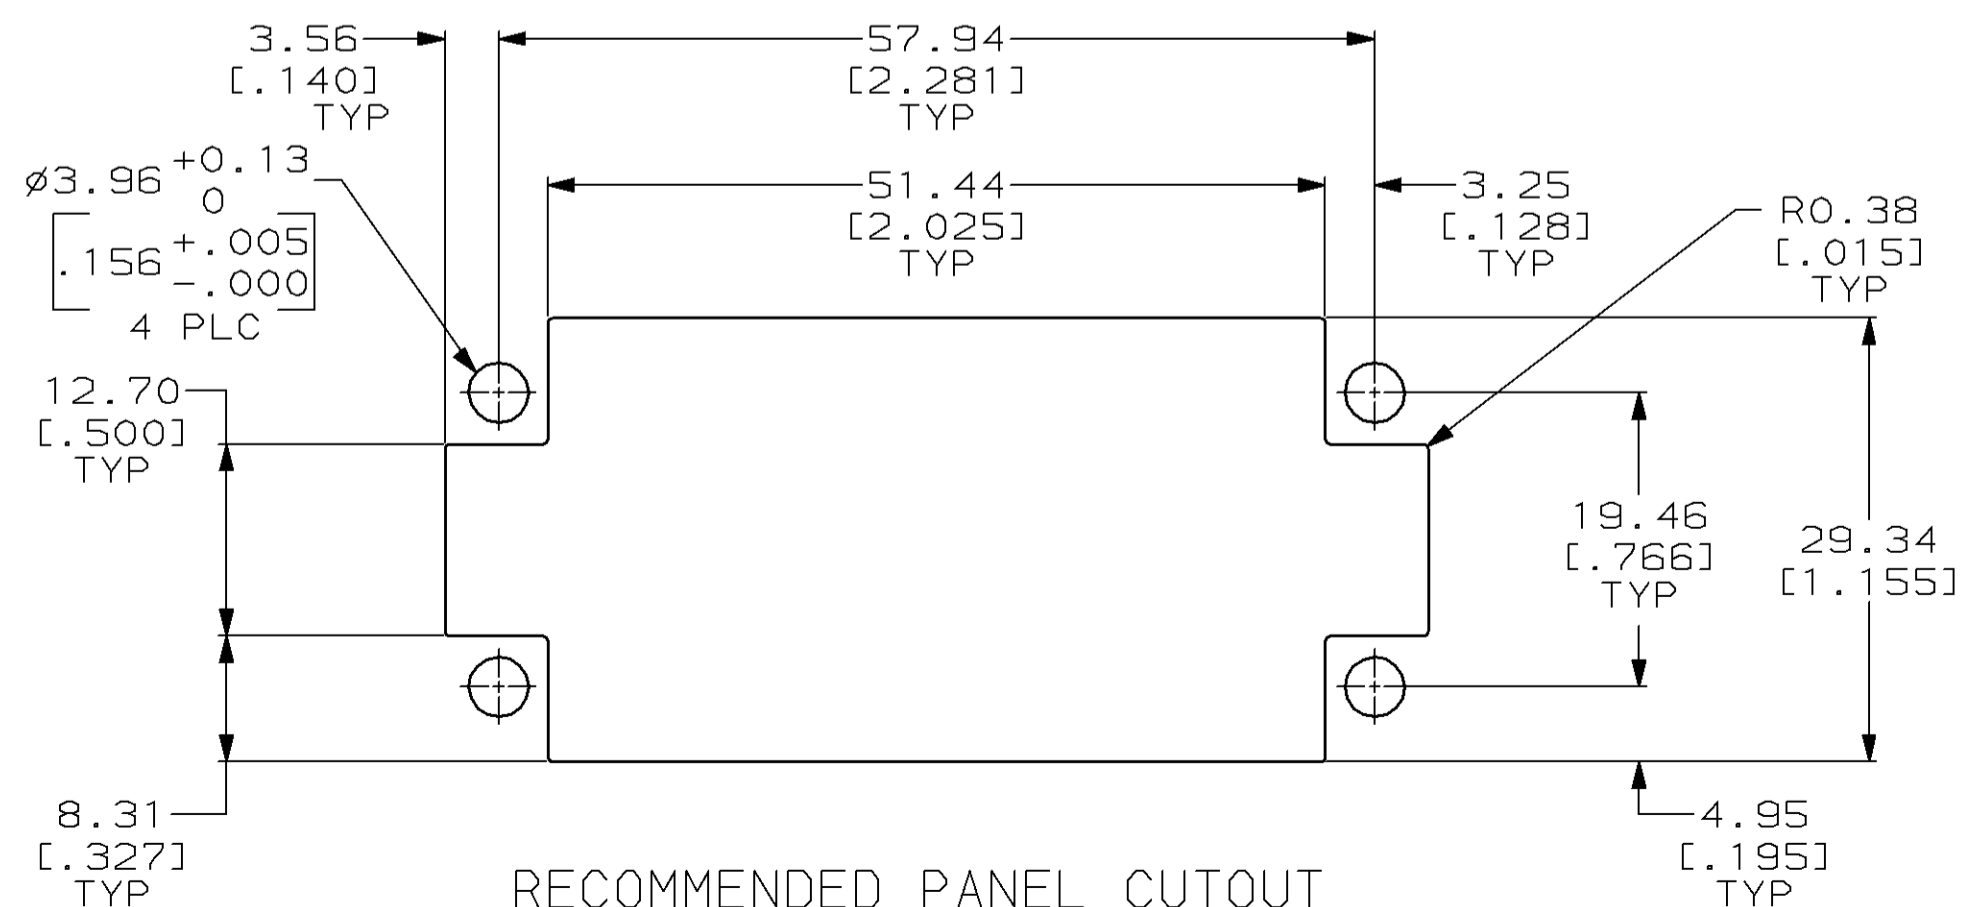 3.56
[.140]
TYP
57.94
[2.281]
TYP
ø3.96 +0.13
0
[.156 +.005
-.000]
4 PLC
51.44
[2.025]
TYP
3.25
[.128]
TYP
R0.38
[.015]
TYP
12.70
[.500]
TYP
19.46
[.766]
TYP
29.34
[1.155]
8.31
[.327]
TYP
4.95
[.195]
TYP
RECOMMENDED PANEL CUTOUT